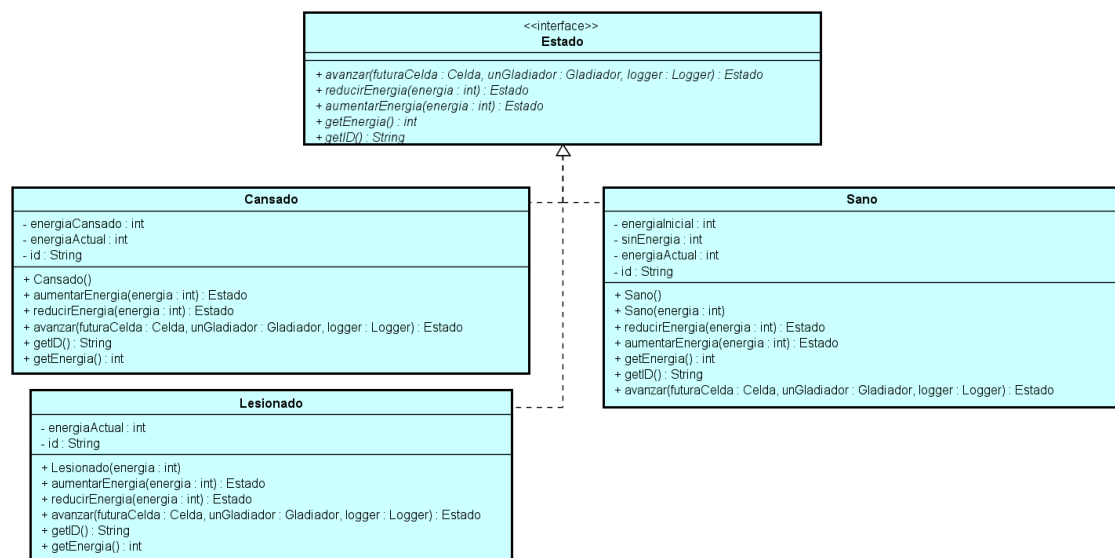 <<interface>>
Estado
+ avanzar(futuraCelda : Celda, unGladiador : Gladiador, logger : Logger) : Estado
+ reducirEnergia(energia : int) : Estado
+ aumentarEnergia(energia : int) : Estado
+ getEnergia() : int
+ getID() : String
Cansado
- energiaCansado : int
- energiaActual : int
- id : String
+ Cansado()
+ aumentarEnergia(energia : int) : Estado
+ reducirEnergia(energia : int) : Estado
+ avanzar(futuraCelda : Celda, unGladiador : Gladiador, logger : Logger) : Estado
+ getID() : String
+ getEnergia() : int
Sano
- energiaInicial : int
- sinEnergia : int
- energiaActual : int
- id : String
+ Sano()
+ Sano(energia : int)
+ reducirEnergia(energia : int) : Estado
+ aumentarEnergia(energia : int) : Estado
+ getEnergia() : int
+ getID() : String
+ avanzar(futuraCelda : Celda, unGladiador : Gladiador, logger : Logger) : Estado
Lesionado
- energiaActual : int
- id : String
+ Lesionado(energia : int)
+ aumentarEnergia(energia : int) : Estado
+ reducirEnergia(energia : int) : Estado
+ avanzar(futuraCelda : Celda, unGladiador : Gladiador, logger : Logger) : Estado
+ getID() : String
+ getEnergia() : int